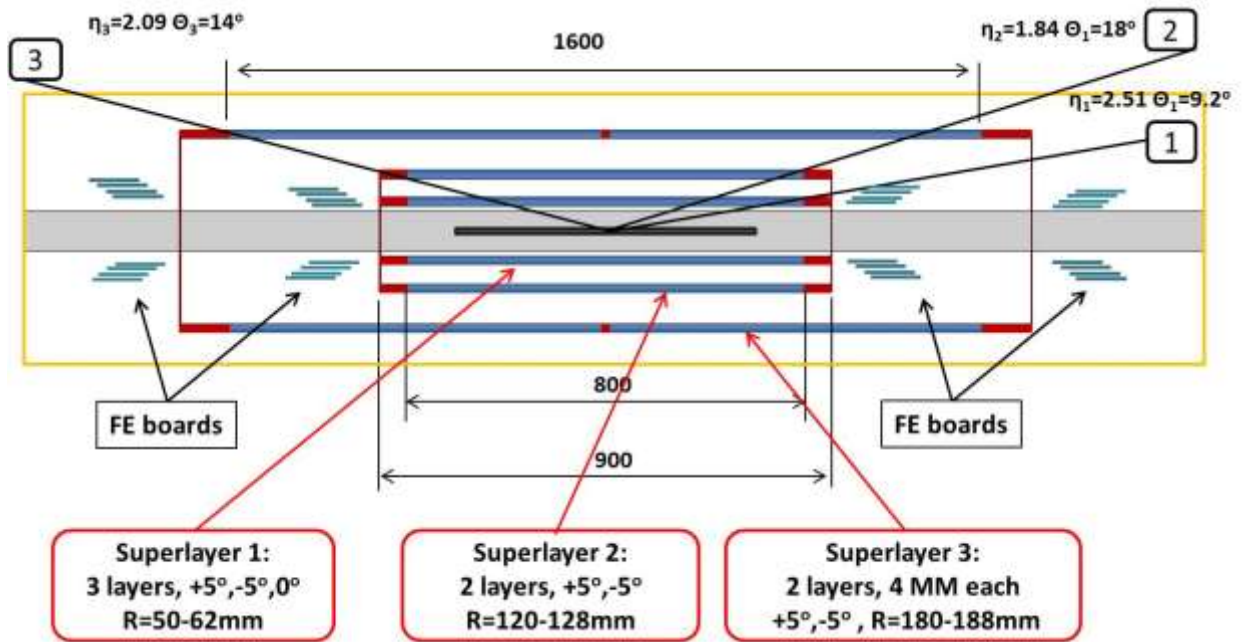 η₃=2.09 Θ₃=14°
1600
η₂=1.84 Θ₁=18°
2
3
η₁=2.51 Θ₁=9.2°
1
800
FE boards
FE boards
900
Superlayer 1:
3 layers, +5°,-5°,0°
R=50-62mm
Superlayer 2:
2 layers, +5°,-5°
R=120-128mm
Superlayer 3:
2 layers, 4 MM each
+5°,-5° , R=180-188mm